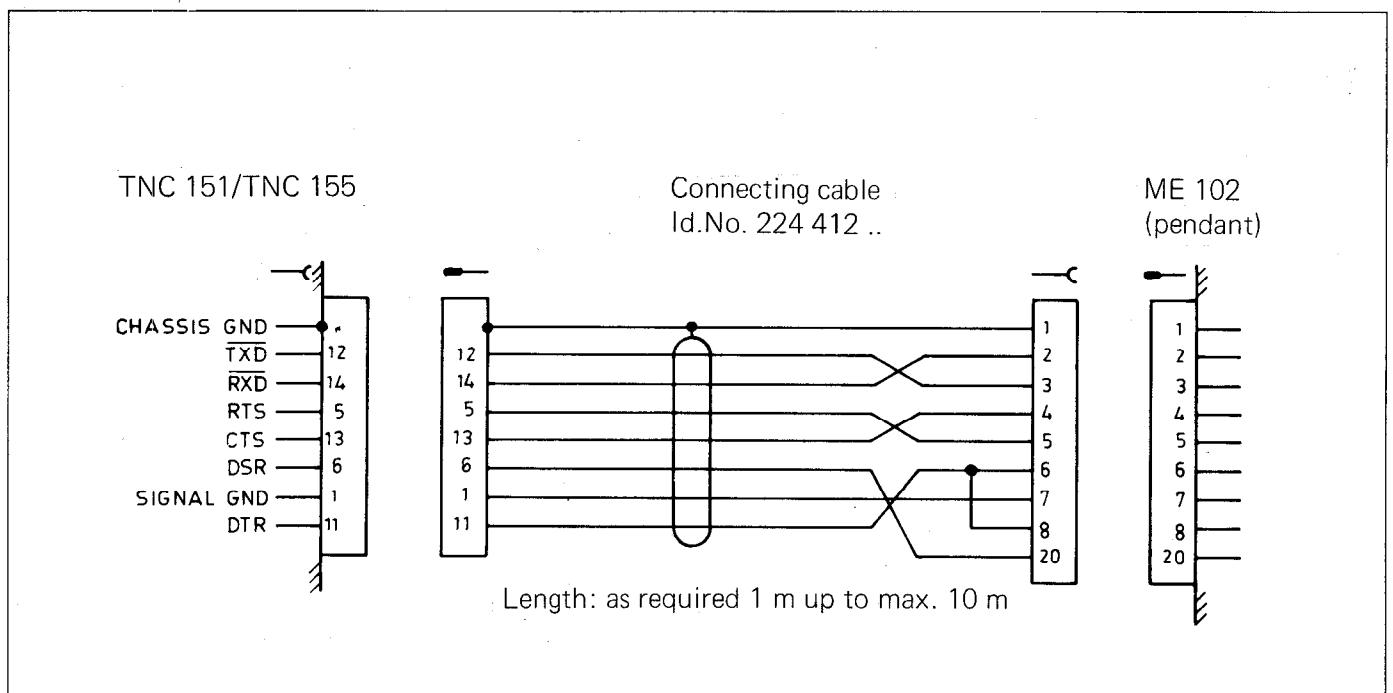 TNC 151/TNC 155
Connecting cable
Id.No. 224 412 ..
ME 102
(pendant)
CHASSIS GND
TXD 12
RXD 14
RTS 5
CTS 13
DSR 6
SIGNAL GND 1
DTR 11
12
14
5
13
6
1
11
1
2
3
4
5
6
7
8
20
1
2
3
4
5
6
7
8
20
Length: as required 1 m up to max. 10 m